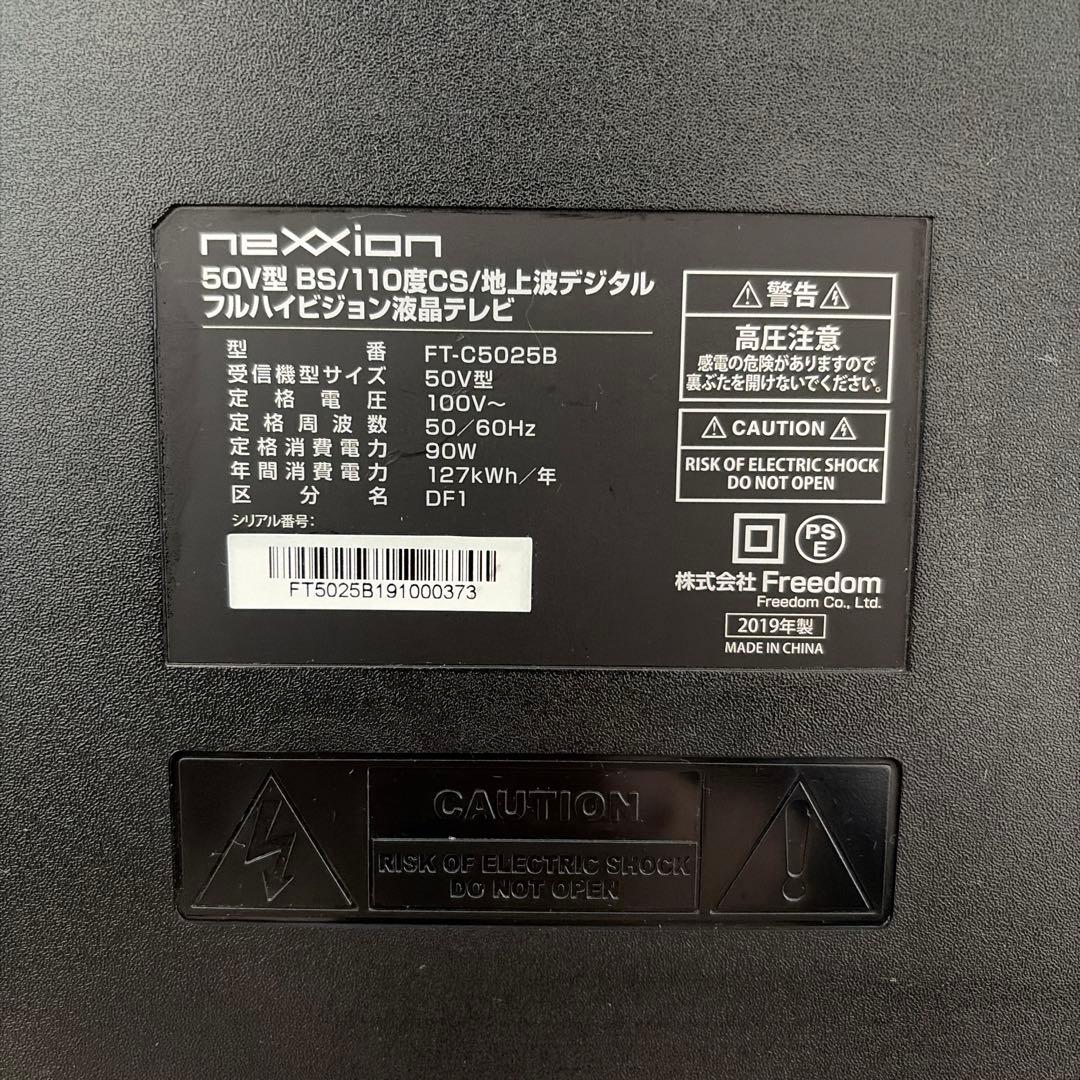 neXXion
50V型 BS/110度CS/地上波デジタル
フルハイビジョン液晶テレビ
型番 FT-C5025B
受信機型サイズ 50V型
定格電圧 100V～
定格周波数 50/60Hz
定格消費電力 90W
年間消費電力 127kWh/年
区分名 DF1
シリアル番号：
FT5025B191000373
警告
高圧注意
感電の危険がありますので
裏ぶたを開けないでください。
CAUTION
RISK OF ELECTRIC SHOCK
DO NOT OPEN
PS
E
株式会社 Freedom
Freedom Co., Ltd.
2019年製
MADE IN CHINA
CAUTION
RISK OF ELECTRIC SHOCK
DO NOT OPEN